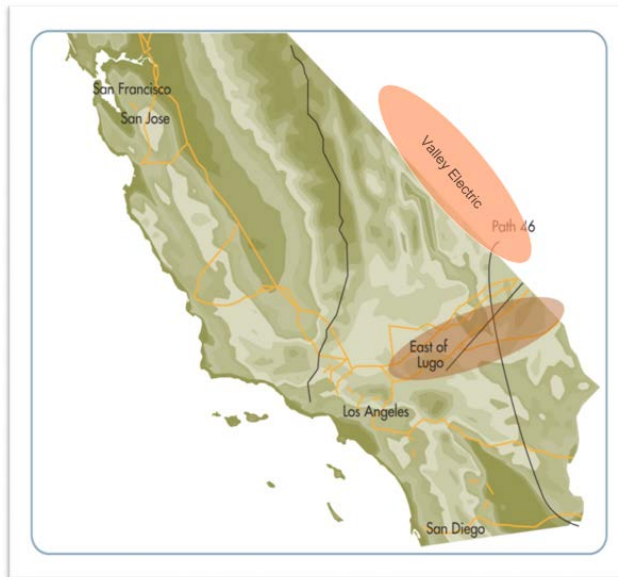 San Francisco
San Jose
Valley Electric
Path 46
East of
Lugo
Los Angeles
San Diego